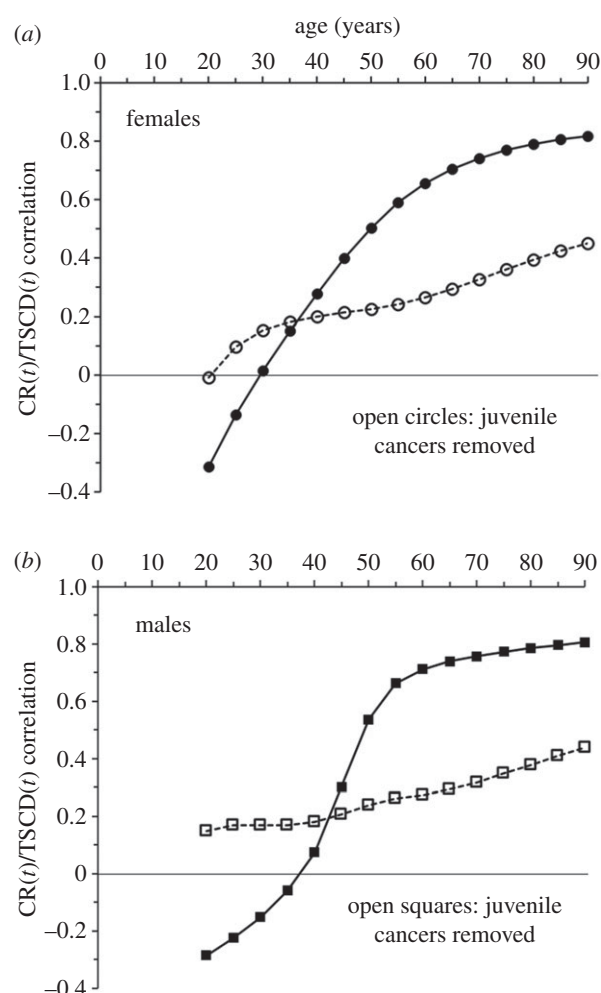 (a)
age (years)
0 10 20 30 40 50 60 70 80 90
1.0
females
0.8
0.6
0.4
0.2
0
–0.2
–0.4
CR(t)/TSCD(t) correlation
open circles: juvenile
cancers removed
(b)
0 10 20 30 40 50 60 70 80 90
1.0
males
0.8
0.6
0.4
0.2
0
–0.2
–0.4
CR(t)/TSCD(t) correlation
open squares: juvenile
cancers removed